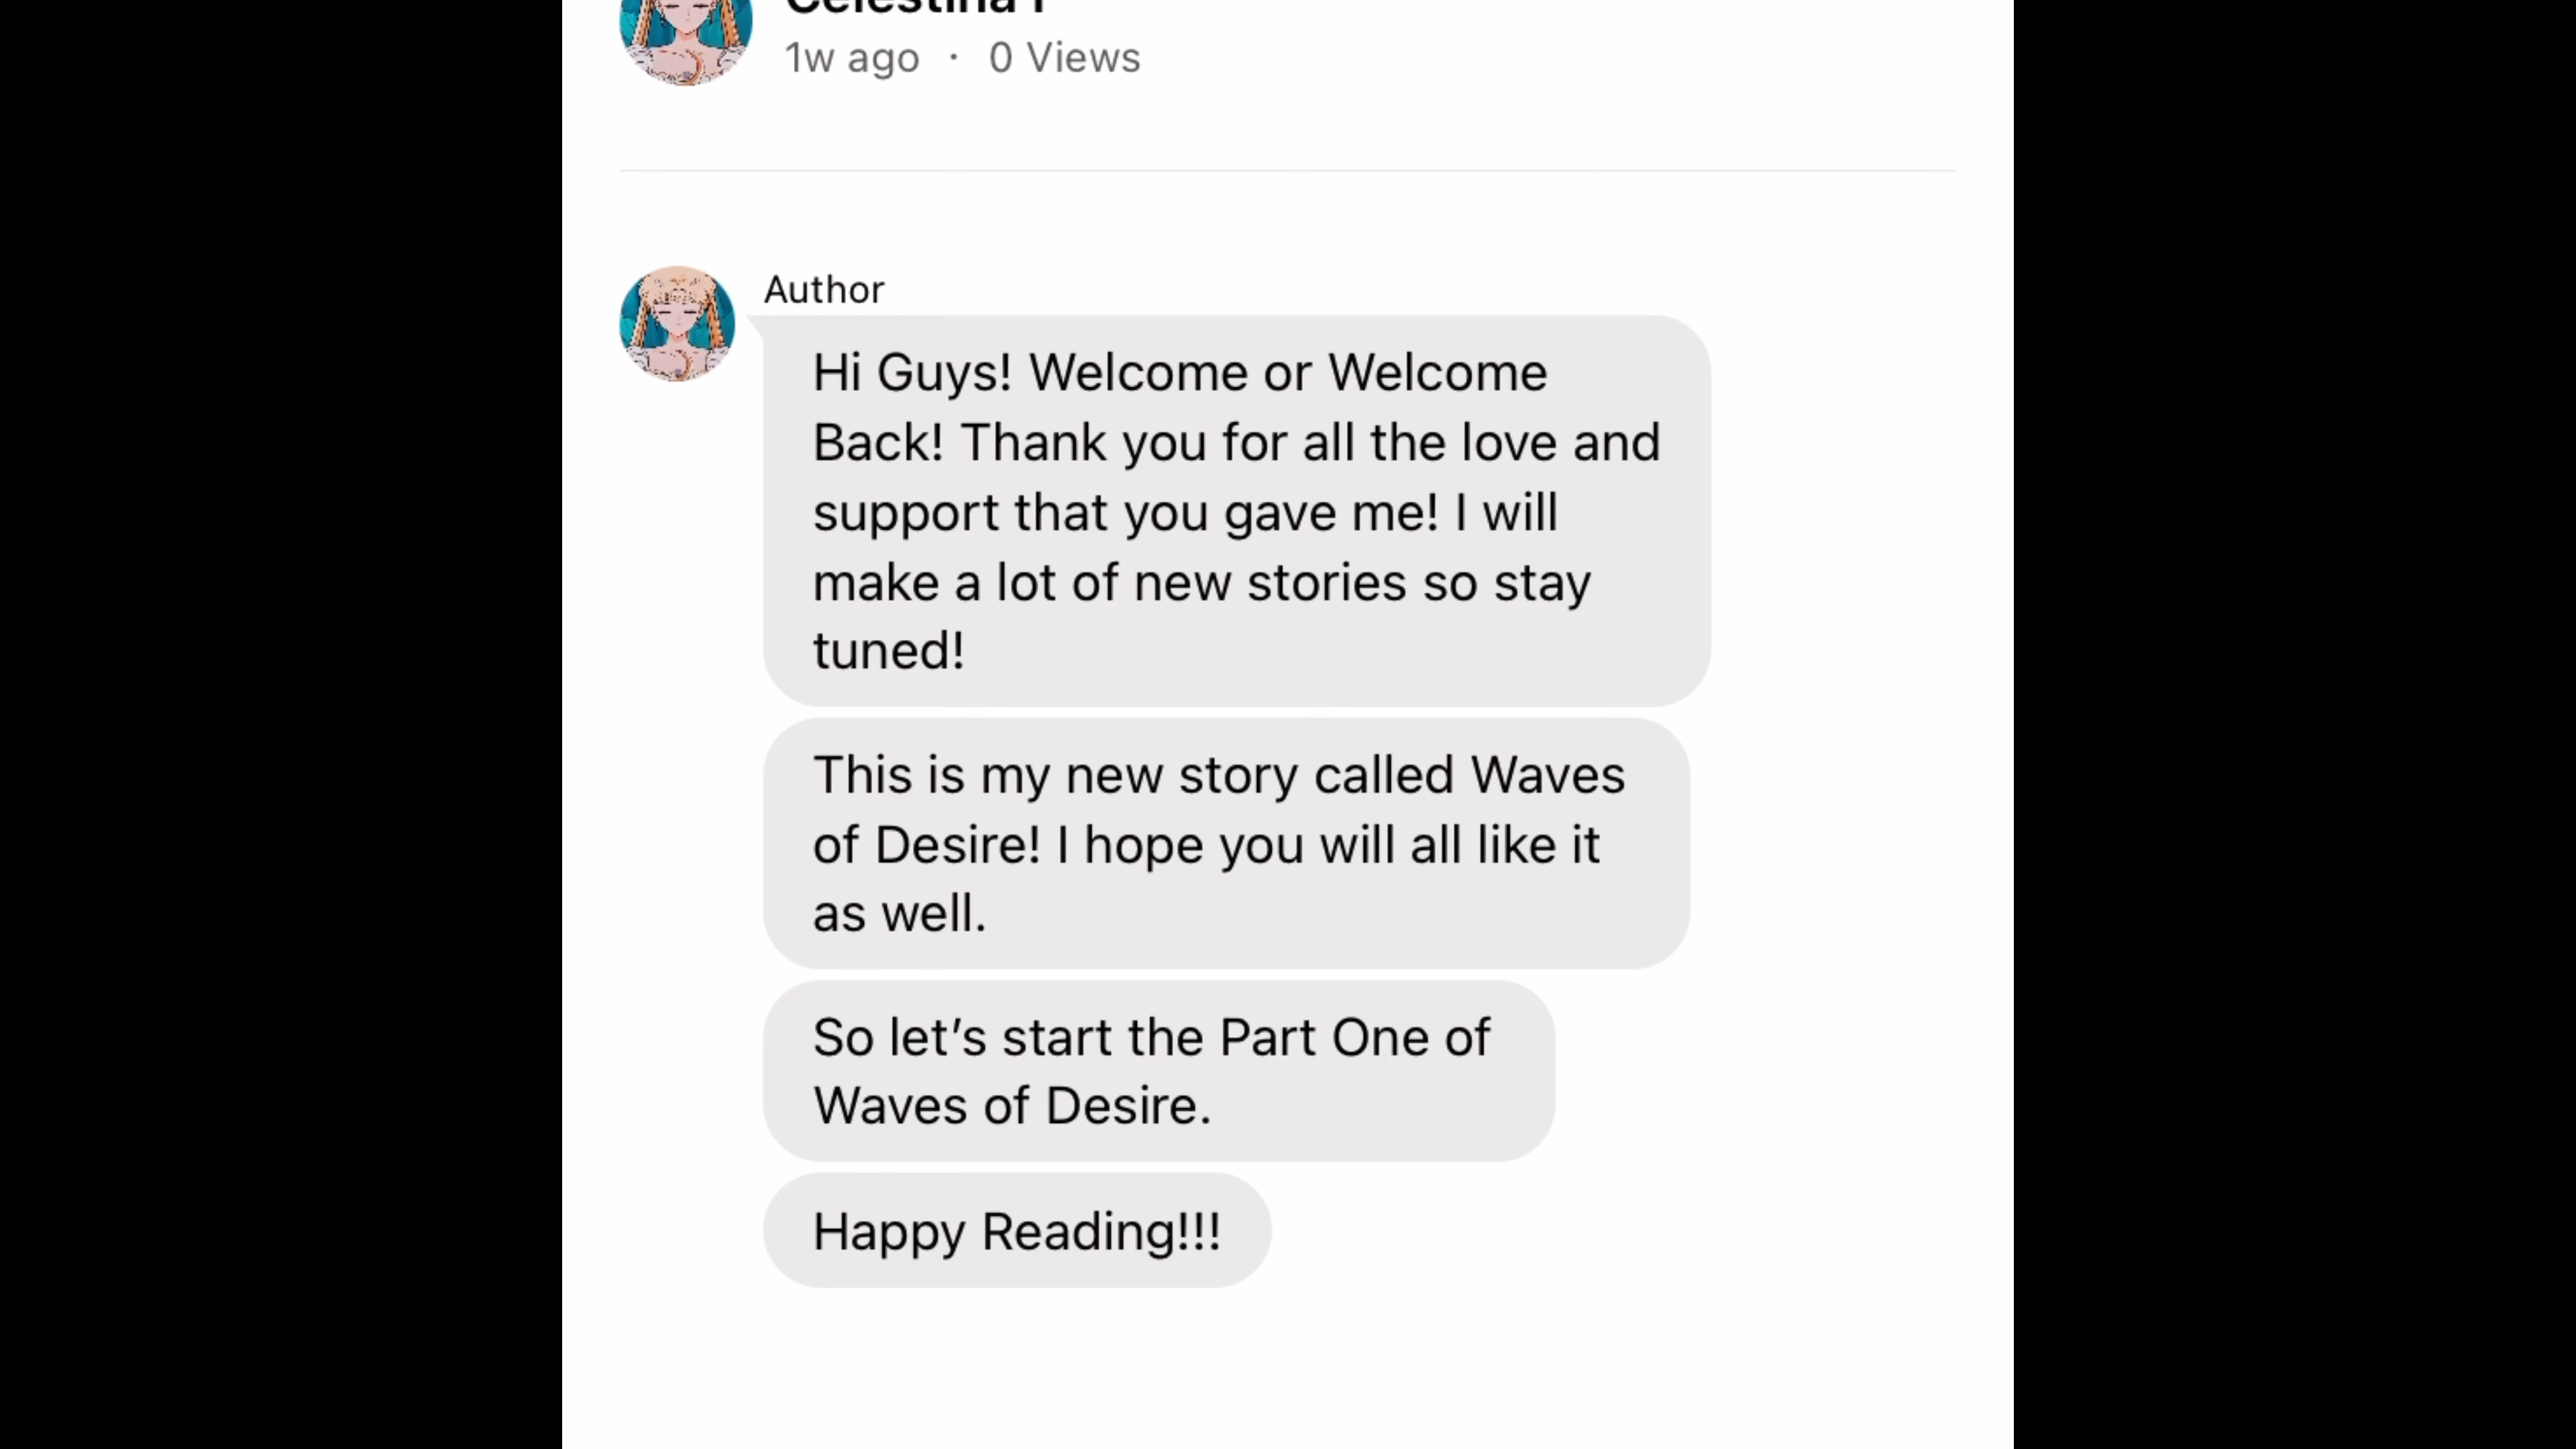 1w ago · 0 Views
Author
Hi Guys! Welcome or Welcome
Back! Thank you for all the love and
support that you gave me! I will
make a lot of new stories so stay
tuned!
This is my new story called Waves
of Desire! I hope you will all like it
as well.
So let’s start the Part One of
Waves of Desire.
Happy Reading!!!